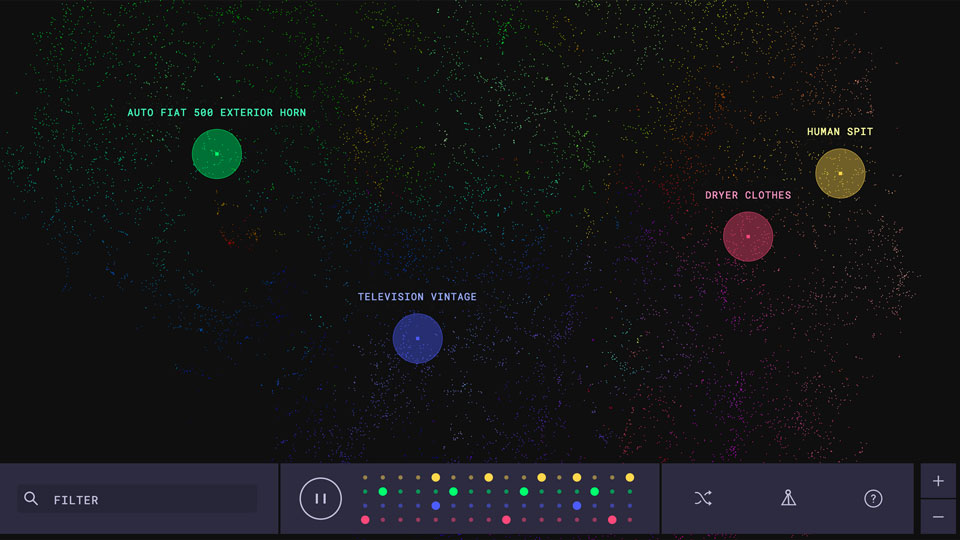 AUTO FIAT 500 EXTERIOR HORN
HUMAN SPIT
DRYER CLOTHES
TELEVISION VINTAGE
FILTER